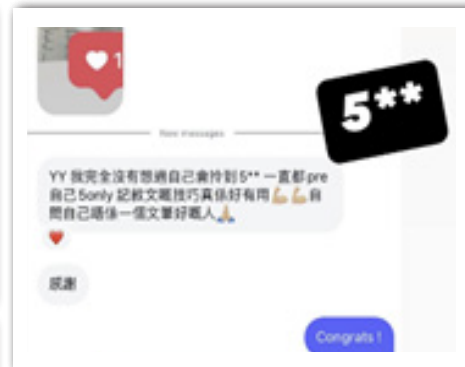 1
5**
New messages
YY 我完全沒有想過自己會拎到5** 一直都pre
自己5only 記敘文嘅技巧真係好有用💪🏼💪🏼自
問自己唔係一個文筆好嘅人🙏🏼
感謝
Congrats !